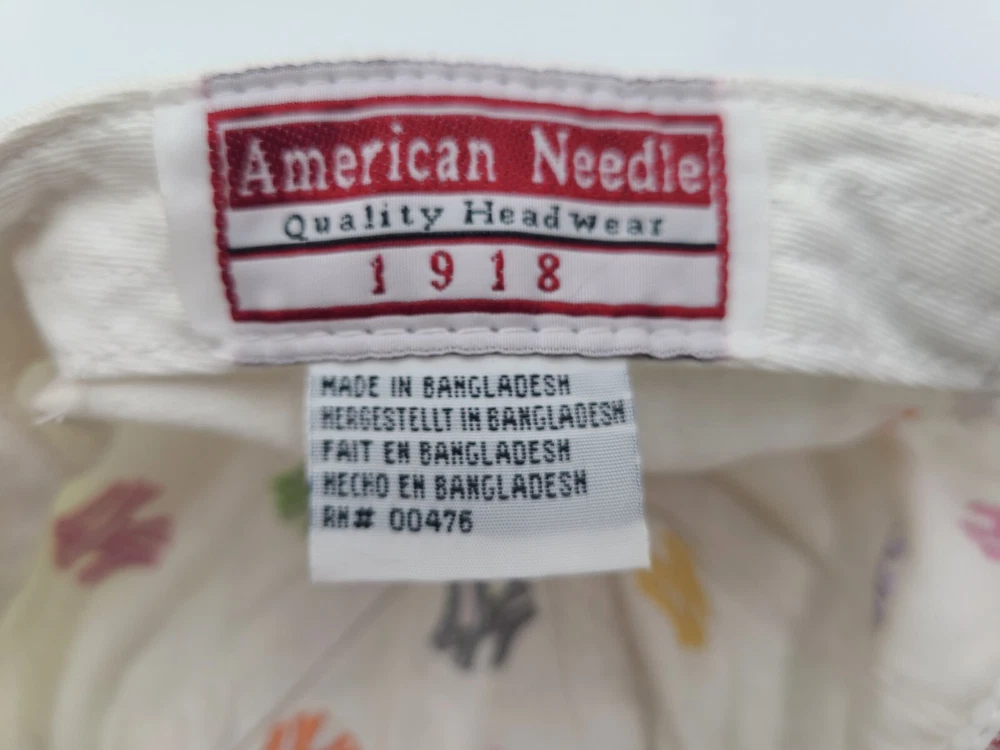 American Needle
Quality Headwear
1918
MADE IN BANGLADESH
HERGESTELLT IN BANGLADESH
FAIT EN BANGLADESH
HECHO EN BANGLADESH
RN# 00476